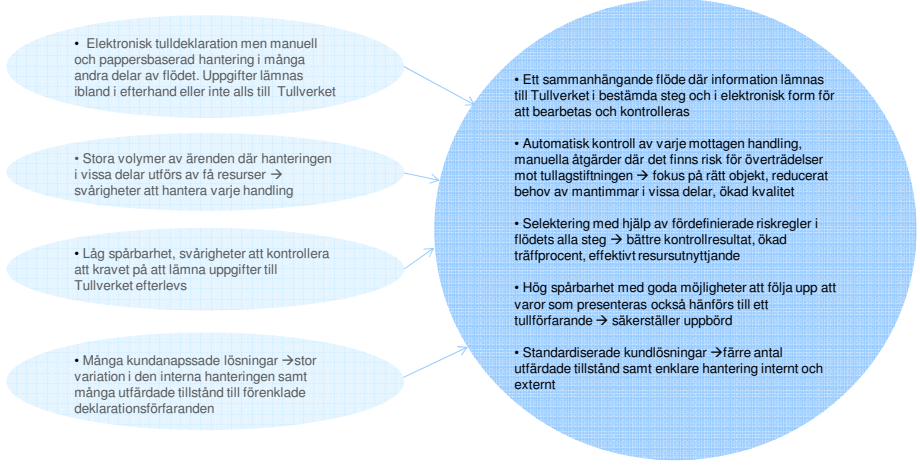 • Elektronisk tulldeklaration men manuell
och pappersbaserad hantering i många
andra delar av flödet. Uppgifter lämnas
ibland i efterhand eller inte alls till Tullverket
• Stora volymer av ärenden där hanteringen
i vissa delar utförs av få resurser →
svårigheter att hantera varje handling
• Låg spårbarhet, svårigheter att kontrollera
att kravet på att lämna uppgifter till
Tullverket efterlevs
• Många kundanapssade lösningar →stor
variation i den interna hanteringen samt
många utfärdade tillstånd till förenklade
deklarationsförfaranden
• Ett sammanhängande flöde där information lämnas
till Tullverket i bestämda steg och i elektronisk form för
att bearbetas och kontrolleras
• Automatisk kontroll av varje mottagen handling,
manuella åtgärder där det finns risk för överträdelser
mot tullagstiftningen → fokus på rätt objekt, reducerat
behov av mantimmar i vissa delar, ökad kvalitet
• Selektering med hjälp av fördefinierade riskregler i
flödets alla steg → bättre kontrollresultat, ökad
träffprocent, effektivt resursutnyttjande
• Hög spårbarhet med goda möjligheter att följa upp att
varor som presenteras också hänförs till ett
tullförfarande → säkerställer uppbörd
• Standardiserade kundlösningar →färre antal
utfärdade tillstånd samt enklare hantering internt och
externt